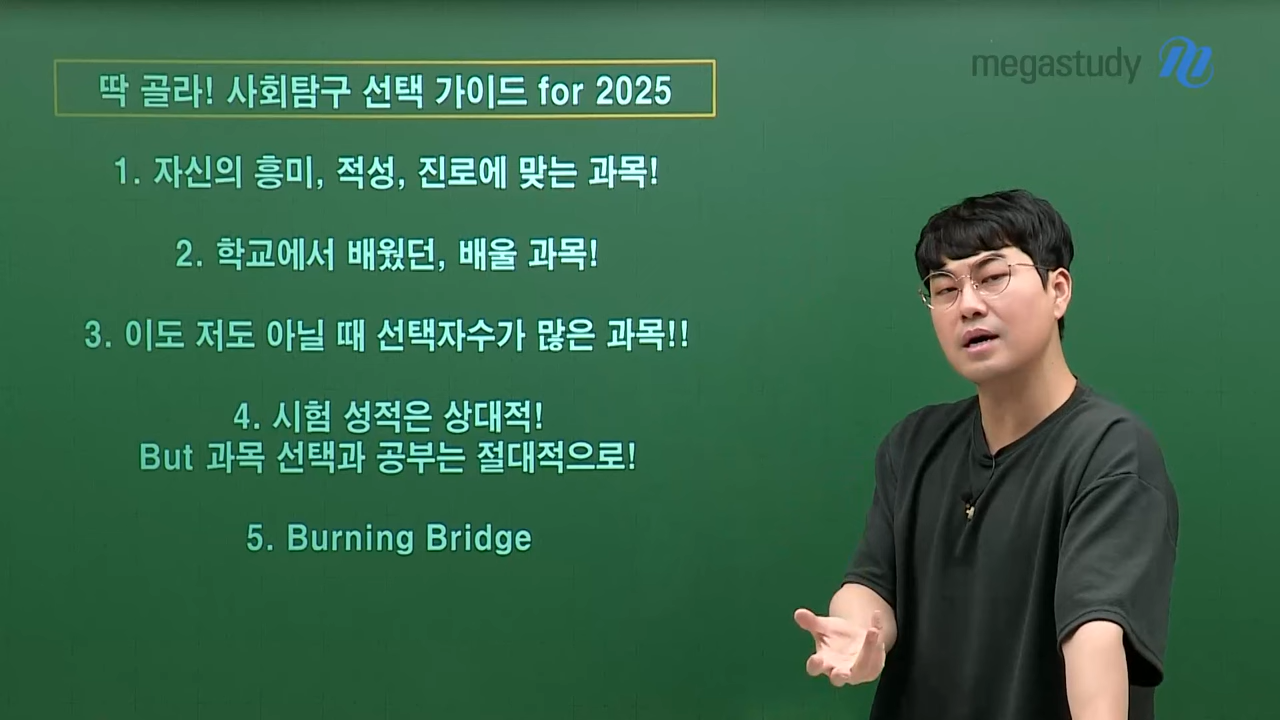 megastudy
딱 골라! 사회탐구 선택 가이드 for 2025
1. 자신의 흥미, 적성, 진로에 맞는 과목!
2. 학교에서 배웠던, 배울 과목!
3. 이도 저도 아닐 때 선택자수가 많은 과목!!
4. 시험 성적은 상대적!
But 과목 선택과 공부는 절대적으로!
5. Burning Bridge